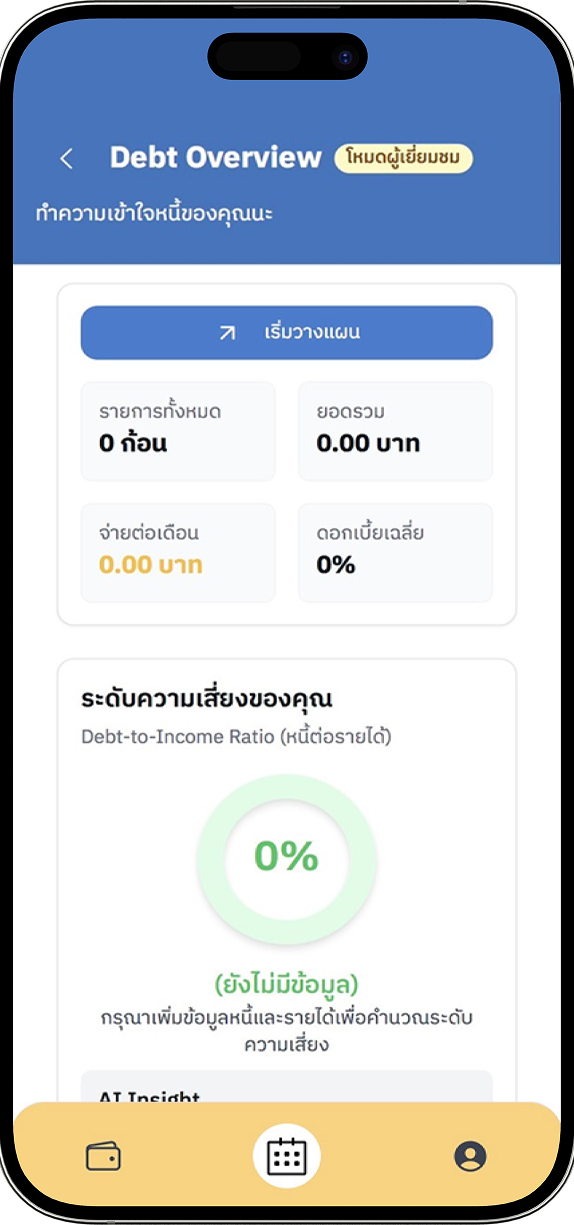 Debt Overview โหมดผู้เยี่ยมชม
ทำความเข้าใจหนี้ของคุณนะ
เริ่มวางแผน
รายการทั้งหมด
0 ก้อน
ยอดรวม
0.00 บาท
จ่ายต่อเดือน
0.00 บาท
ดอกเบี้ยเฉลี่ย
0%
ระดับความเสี่ยงของคุณ
Debt-to-Income Ratio (หนี้ต่อรายได้)
0%
(ยังไม่มีข้อมูล)
กรุณาเพิ่มข้อมูลหนี้และรายได้เพื่อคำนวณระดับ
ความเสี่ยง
AI Insight